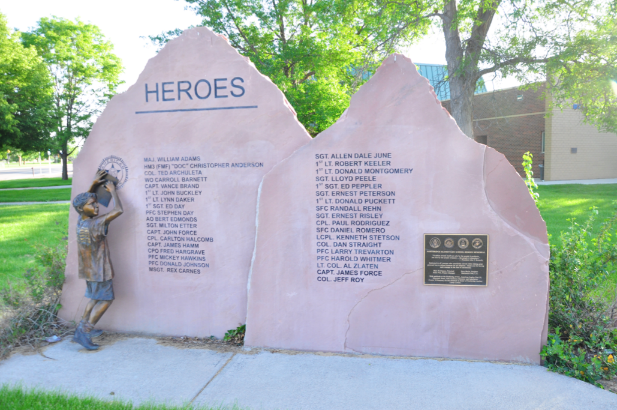 HEROES
MAJ. WILLIAM ADAMS
HM3 (FMF) "DOC" CHRISTOPHER ANDERSON
COL. TED ARCHULETA
WO CARROLL BARNETT
CAPT. VANCE BRAND
1ST LT. JOHN BUCKLEY
1ST LT. LYNN DAKER
1ST SGT ED DAY
PFC STEPHEN DAY
AO BERT EDMONDS
SGT. MILTON ETTER
CAPT. JOHN FORCE
CPL. CARLTON HALCOMB
CAPT. JAMES HAMM
CPO FRED HARGRAVE
PFC MICKEY HAWKINS
PFC DONALD JOHNSON
MSGT. REX CARNES
SGT. ALLEN DALE JUNE
1ST LT. ROBERT KEELER
1ST LT. DONALD MONTGOMERY
SGT. LLOYD PEELE
1ST SGT. ED PEPPLER
SGT. ERNEST PETERSON
1ST LT. DONALD PUCKETT
SFC RANDALL REHN
SGT. ERNEST RISLEY
CPL. PAUL RODRIGUEZ
SFC DANIEL ROMERO
LCPL. KENNETH STETSON
COL. DAN STRAIGHT
PFC LARRY TREVARTON
PFC HAROLD WHITMER
LT. COL. AL ZLATEN
CAPT. JAMES FORCE
COL. JEFF ROY